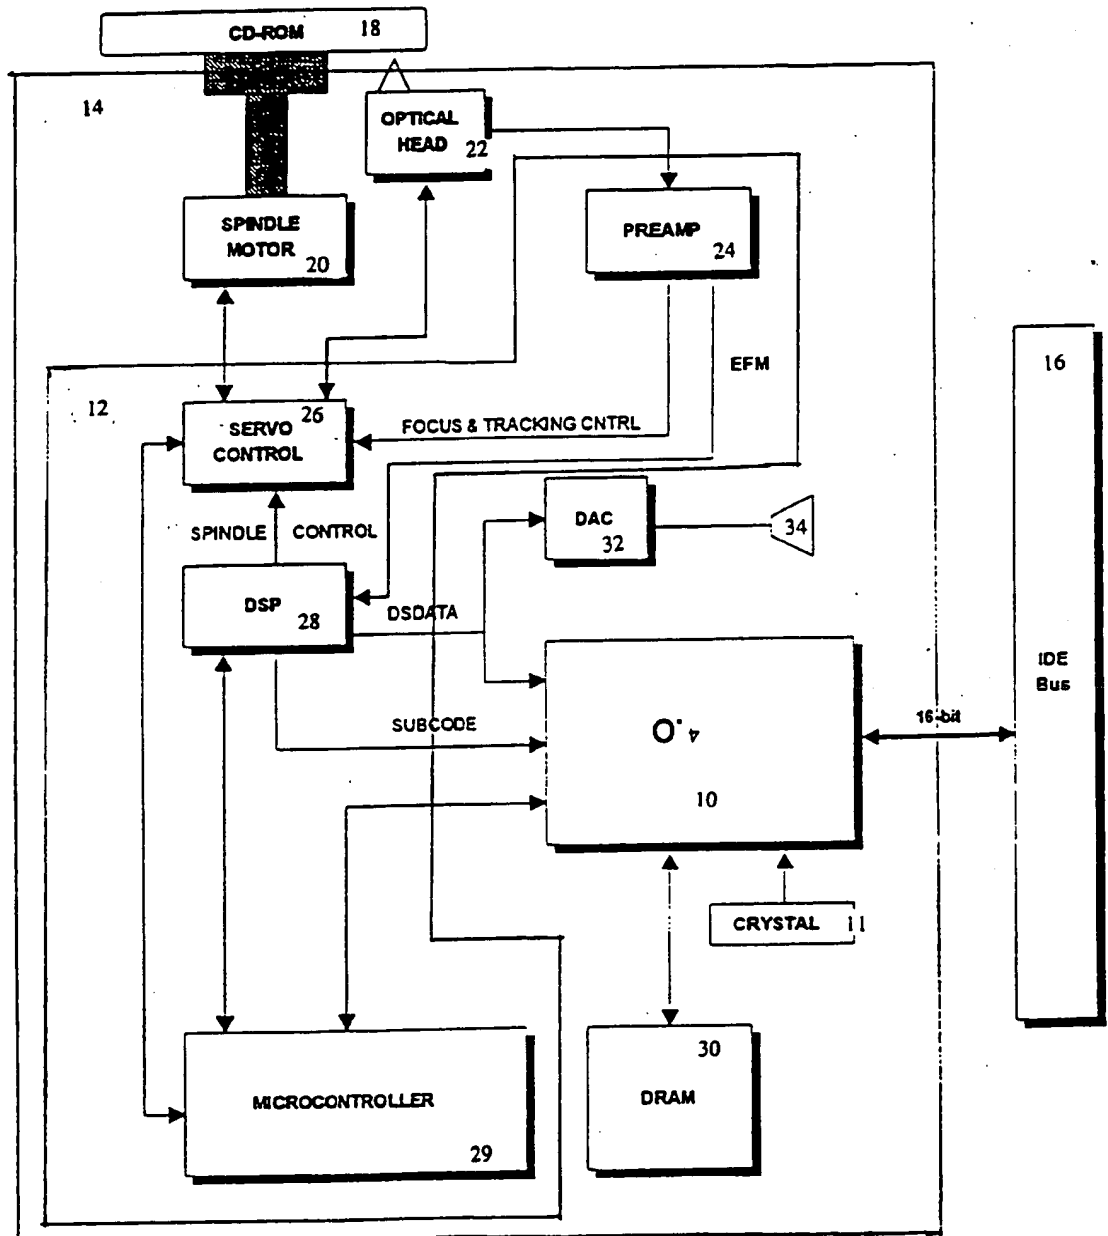 CD-ROM 18
14
OPTICAL
HEAD 22
SPINDLE
MOTOR
20
PREAMP
24
16
EFM
12
26
SERVO
CONTROL
FOCUS & TRACKING CNTRL
SPINDLE CONTROL
DAC
32
34
DSP
28
DSDATA
IDE
Bus
16-bit
SUBCODE
10
CRYSTAL 11
30
DRAM
MICROCONTROLLER
29